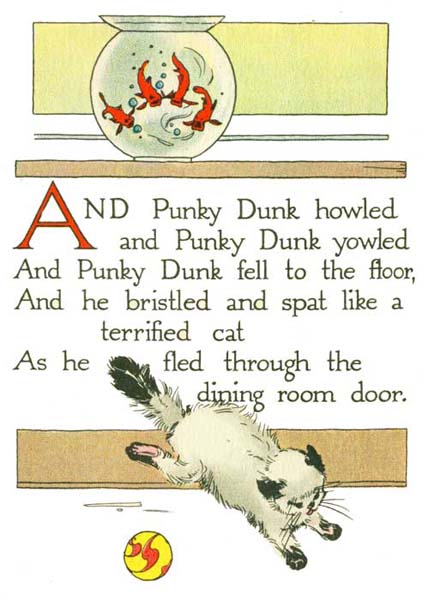 AND Punky Dunk howled
and Punky Dunk yowled
And Punky Dunk fell to the floor,
And he bristled and spat like a
terrified cat
As he fled through the
dining room door.